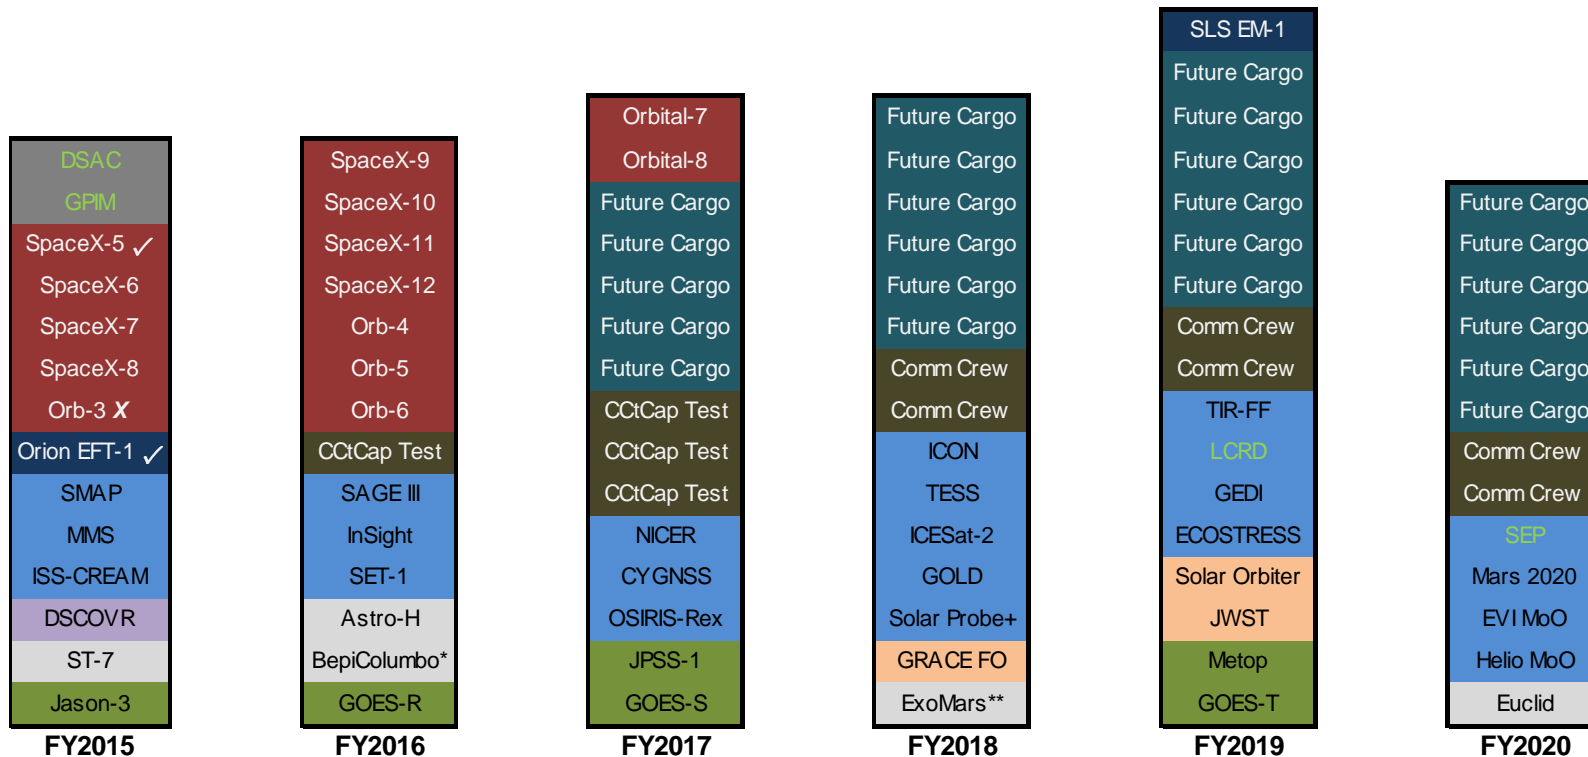 DSAC
GPIM
SpaceX-5 ✓
SpaceX-6
SpaceX-7
SpaceX-8
Orb-3 X
Orion EFT-1 ✓
SMAP
MMS
ISS-CREAM
DSCOVR
ST-7
Jason-3
FY2015
SpaceX-9
SpaceX-10
SpaceX-11
SpaceX-12
Orb-4
Orb-5
Orb-6
CCtCap Test
SAGE III
InSight
SET-1
Astro-H
BepiColumbo*
GOES-R
FY2016
Orbital-7
Orbital-8
Future Cargo
Future Cargo
Future Cargo
Future Cargo
Future Cargo
CCtCap Test
CCtCap Test
CCtCap Test
NICER
CYGNSS
OSIRIS-Rex
JPSS-1
GOES-S
FY2017
Future Cargo
Future Cargo
Future Cargo
Future Cargo
Future Cargo
Future Cargo
Comm Crew
Comm Crew
ICON
TESS
ICESat-2
GOLD
Solar Probe+
GRACE FO
ExoMars**
FY2018
SLS EM-1
Future Cargo
Future Cargo
Future Cargo
Future Cargo
Future Cargo
Future Cargo
Comm Crew
Comm Crew
TIR-FF
LCRD
GEDI
ECOSTRESS
Solar Orbiter
JWST
Metop
GOES-T
FY2019
Future Cargo
Future Cargo
Future Cargo
Future Cargo
Future Cargo
Future Cargo
Comm Crew
Comm Crew
SEP
Mars 2020
EVI MoO
Helio MoO
Euclid
FY2020